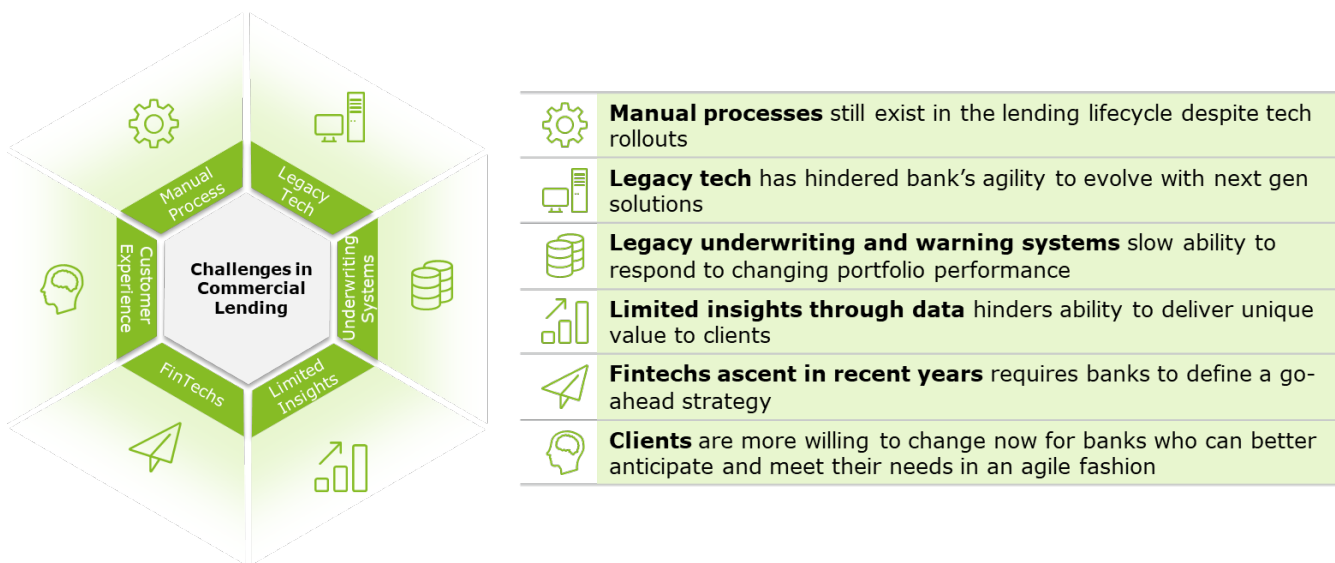 Manual
Process
Legacy
Tech
Customer
Experience
Challenges in
Commercial
Lending
Underwriting
Systems
FinTechs
Limited
Insights
Manual processes still exist in the lending lifecycle despite tech
rollouts
Legacy tech has hindered bank’s agility to evolve with next gen
solutions
Legacy underwriting and warning systems slow ability to
respond to changing portfolio performance
Limited insights through data hinders ability to deliver unique
value to clients
Fintechs ascent in recent years requires banks to define a go-
ahead strategy
Clients are more willing to change now for banks who can better
anticipate and meet their needs in an agile fashion